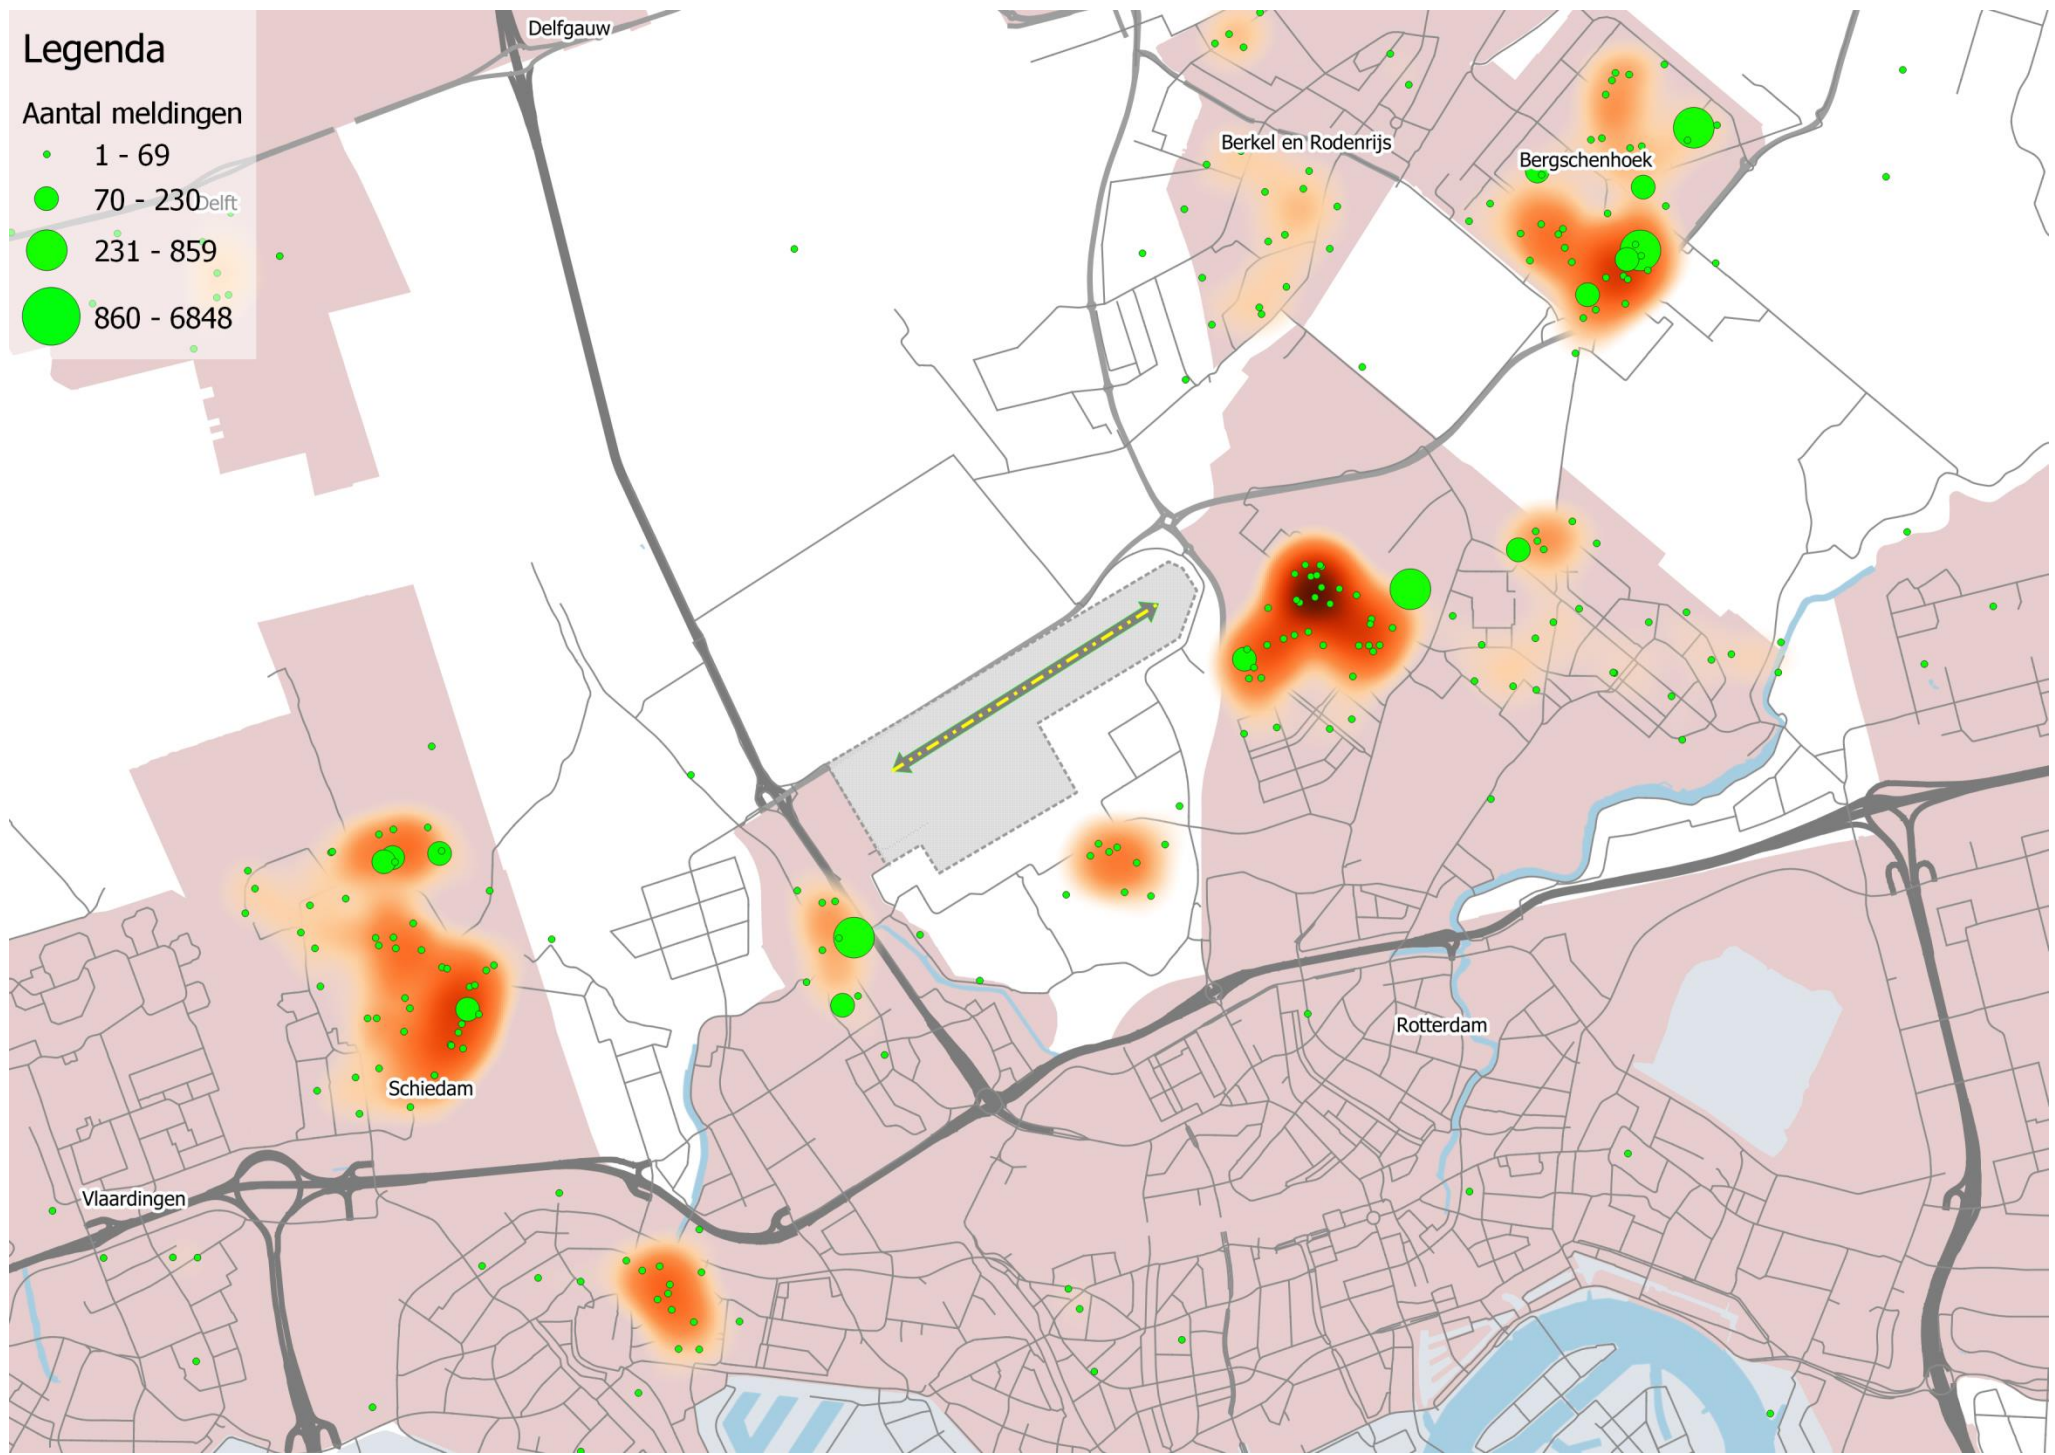 Legenda
Aantal meldingen
1 - 69
70 - 230
231 - 859
860 - 6848
Delfgauw
Delft
Berkel en Rodenrijs
Bergschenhoek
Rotterdam
Schiedam
Vlaardingen